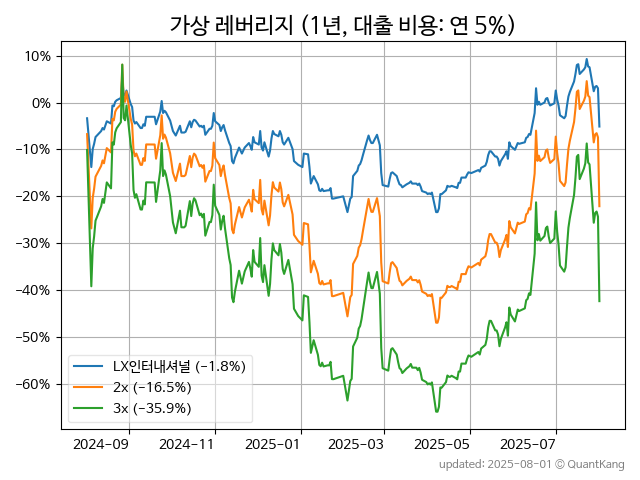 가상 레버리지 (1년, 대출 비용: 연 5%)
10%
0%
−10%
−20%
−30%
−40%
−50%
−60%
LX인터내셔널 (−1.8%)
2x (−16.5%)
3x (−35.9%)
2024-09 2024-11 2025-01 2025-03 2025-05 2025-07
updated: 2025-08-01 © QuantKang